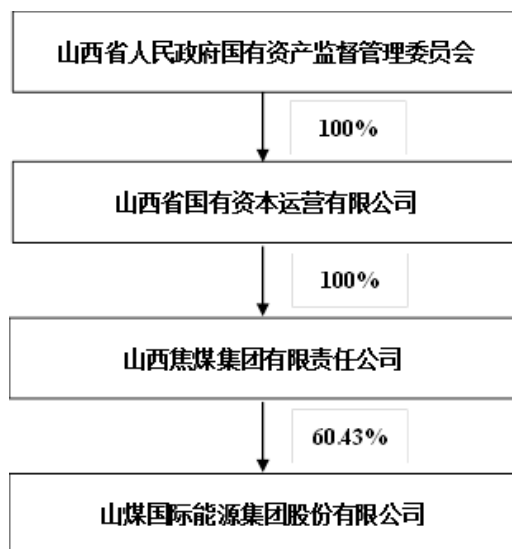 山西省人民政府国有资产监督管理委员会
100%
山西省国有资本运营有限公司
100%
山西焦煤集团有限责任公司
60.43%
山煤国际能源集团股份有限公司